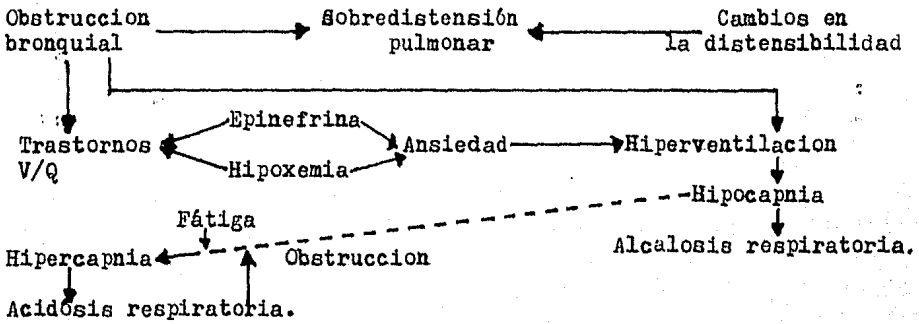 Obstruccion Sobredistensión Cambios en
bronquial pulmonar la distensibilidad
Epinefrina
Trastornos Ansiedad Hiperventilacion
V/Q Hipoxemia
Hipocapnia
Fátiga
Alcalosis respiratoria.
Hipercapnia Obstruccion
Acidosis respiratoria.